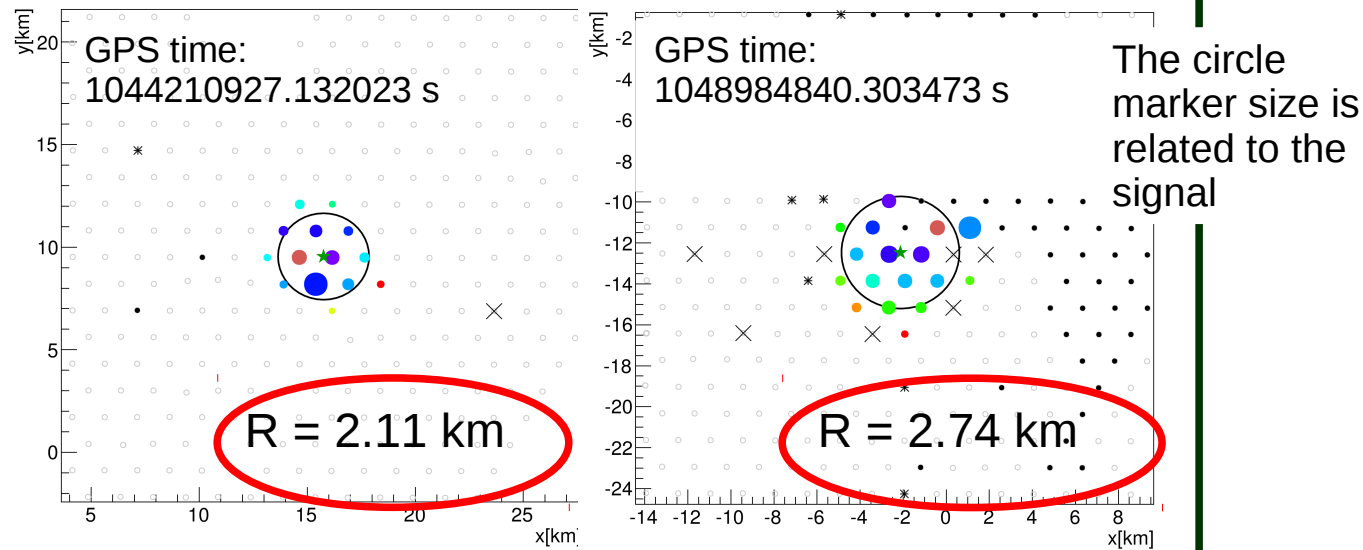 y[km]
20
15
10
5
0
GPS time:
1044210927.132023 s
R = 2.11 km
5 10 15 20 25
x[km]
y[km]
-2
-4
-6
-8
-10
-12
-14
-16
-18
-20
-22
-24
GPS time:
1048984840.303473 s
R = 2.74 km
-14 -12 -10 -8 -6 -4 -2 0 2 4 6 8
x[km]
The circle
marker size is
related to the
signal